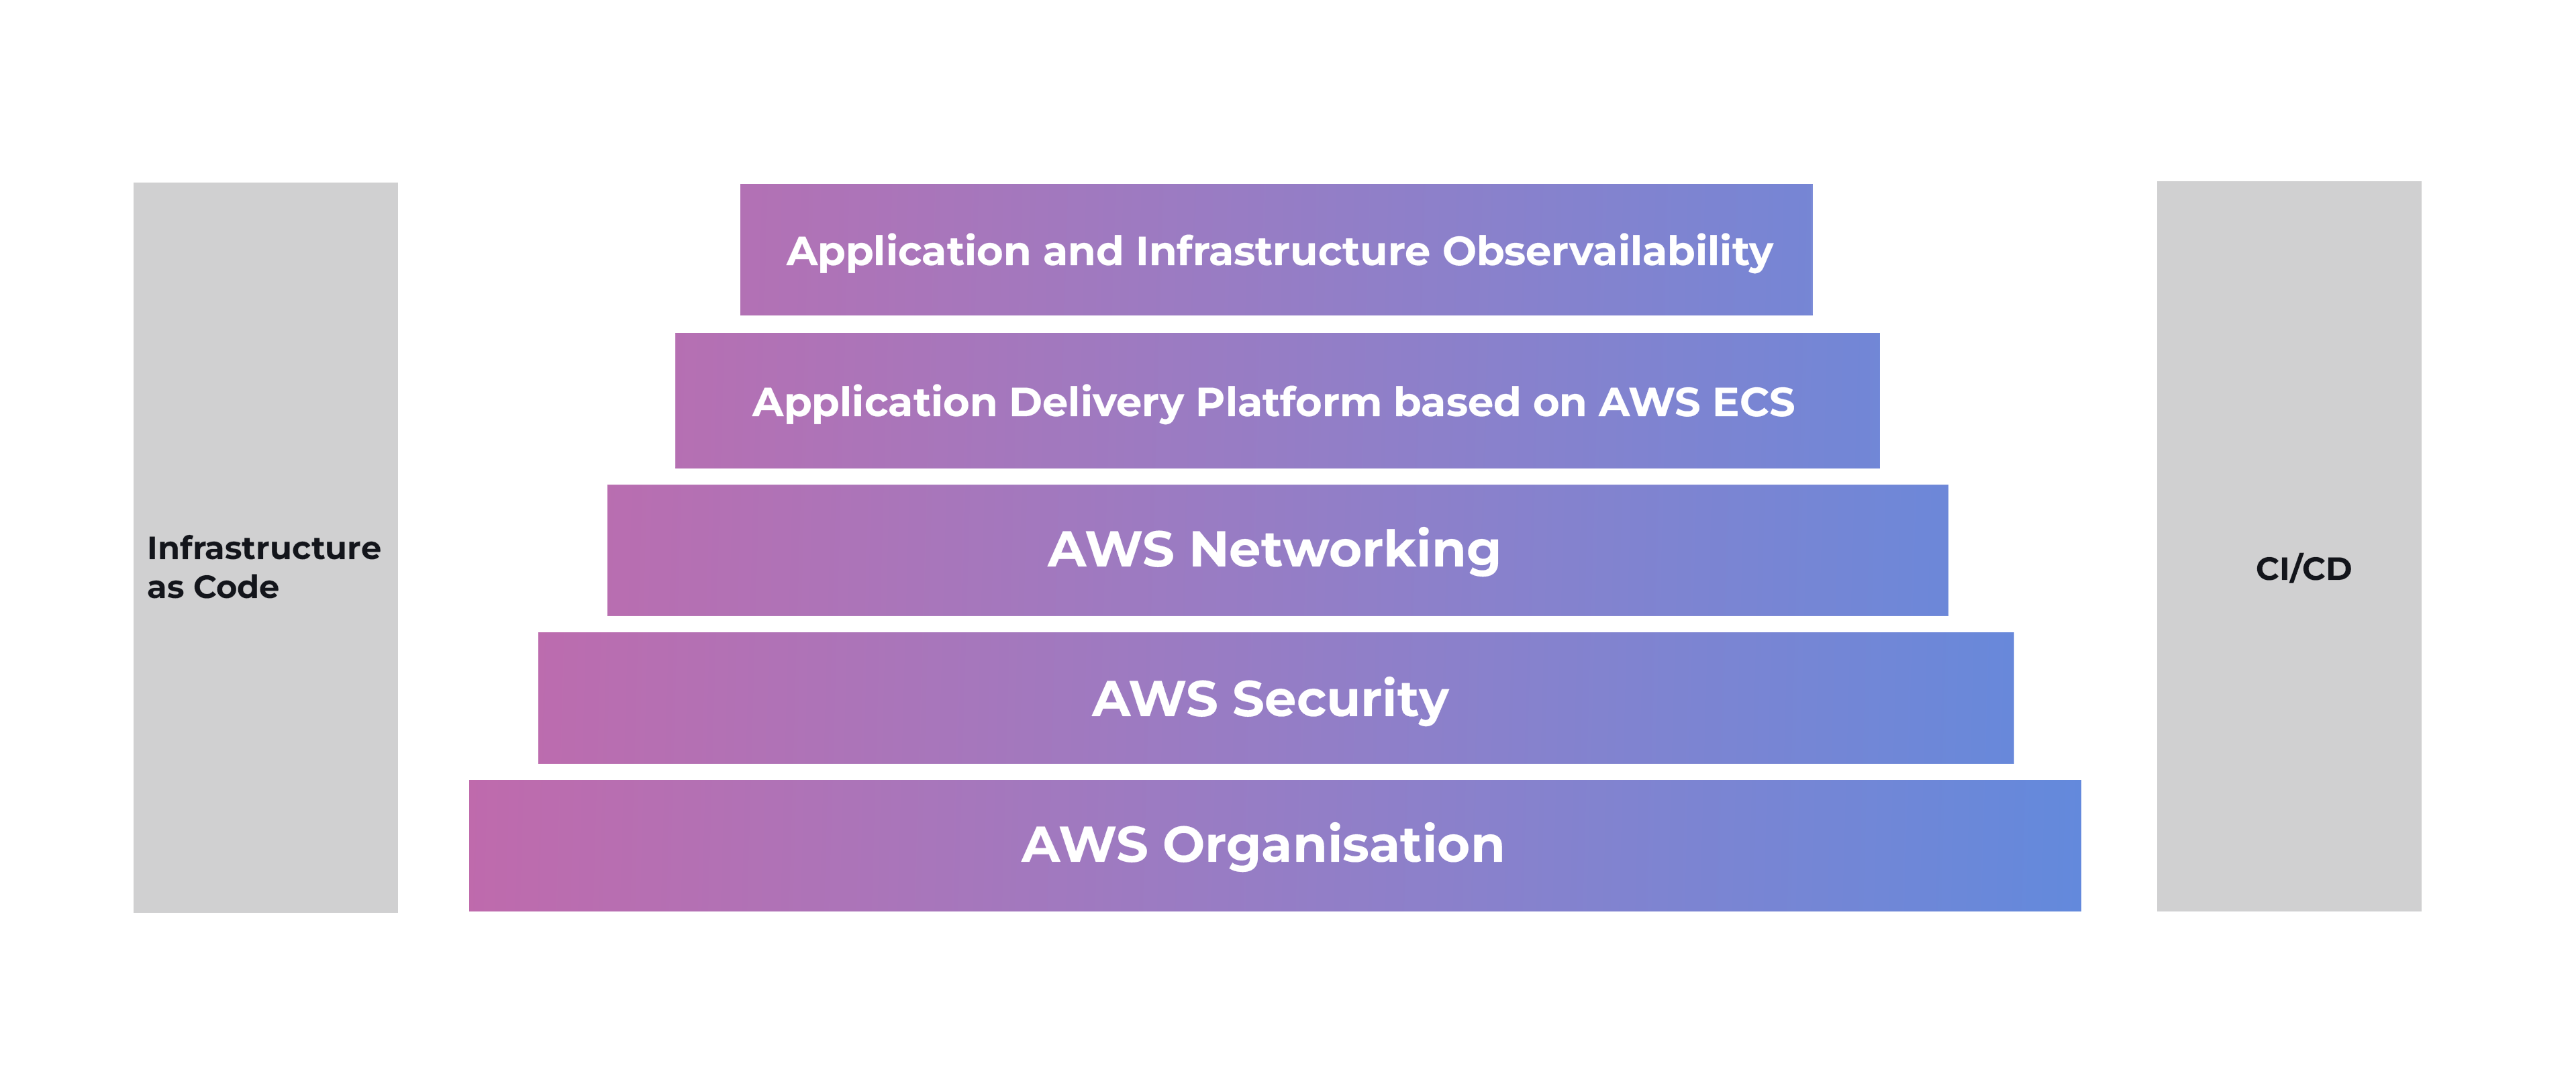 Application and Infrastructure Observailability
Application Delivery Platform based on AWS ECS
AWS Networking
Infrastructure
as Code
CI/CD
AWS Security
AWS Organisation